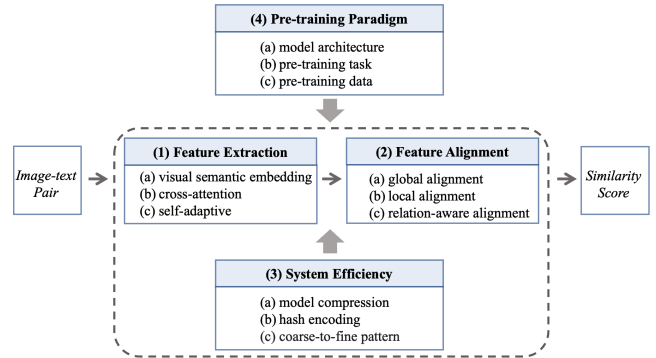 (4) Pre-training Paradigm
(a) model architecture
(b) pre-training task
(c) pre-training data
Image-text
Pair
(1) Feature Extraction
(a) visual semantic embedding
(b) cross-attention
(c) self-adaptive
(2) Feature Alignment
(a) global alignment
(b) local alignment
(c) relation-aware alignment
Similarity
Score
(3) System Efficiency
(a) model compression
(b) hash encoding
(c) coarse-to-fine pattern